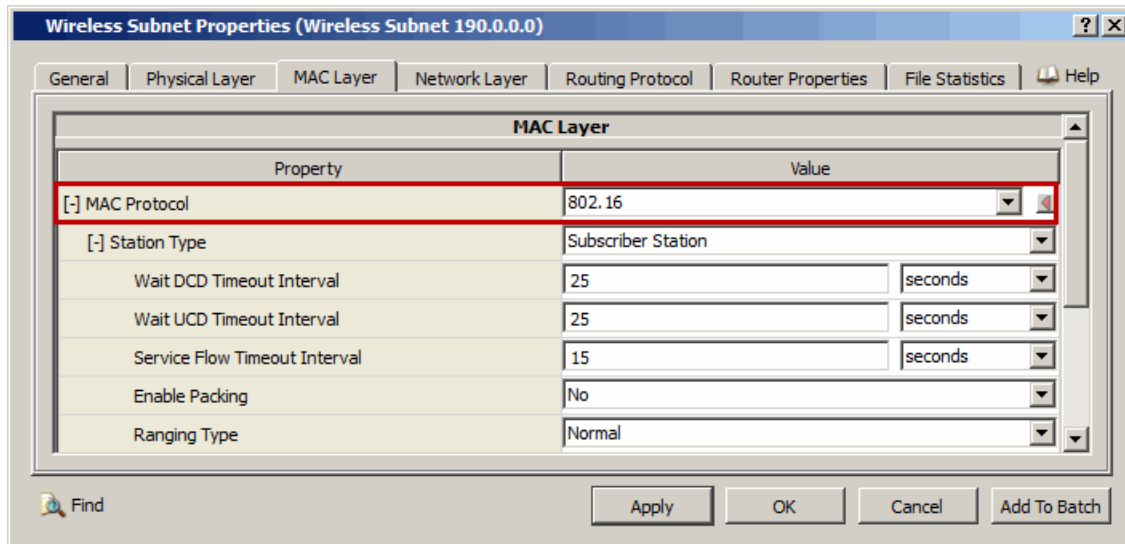 Wireless Subnet Properties (Wireless Subnet 190.0.0.0)
General Physical Layer MAC Layer Network Layer Routing Protocol Router Properties File Statistics Help
MAC Layer
Property Value
[-] MAC Protocol 802.16
[-] Station Type Subscriber Station
Wait DCD Timeout Interval 25 seconds
Wait UCD Timeout Interval 25 seconds
Service Flow Timeout Interval 15 seconds
Enable Packing No
Ranging Type Normal
Find Apply OK Cancel Add To Batch